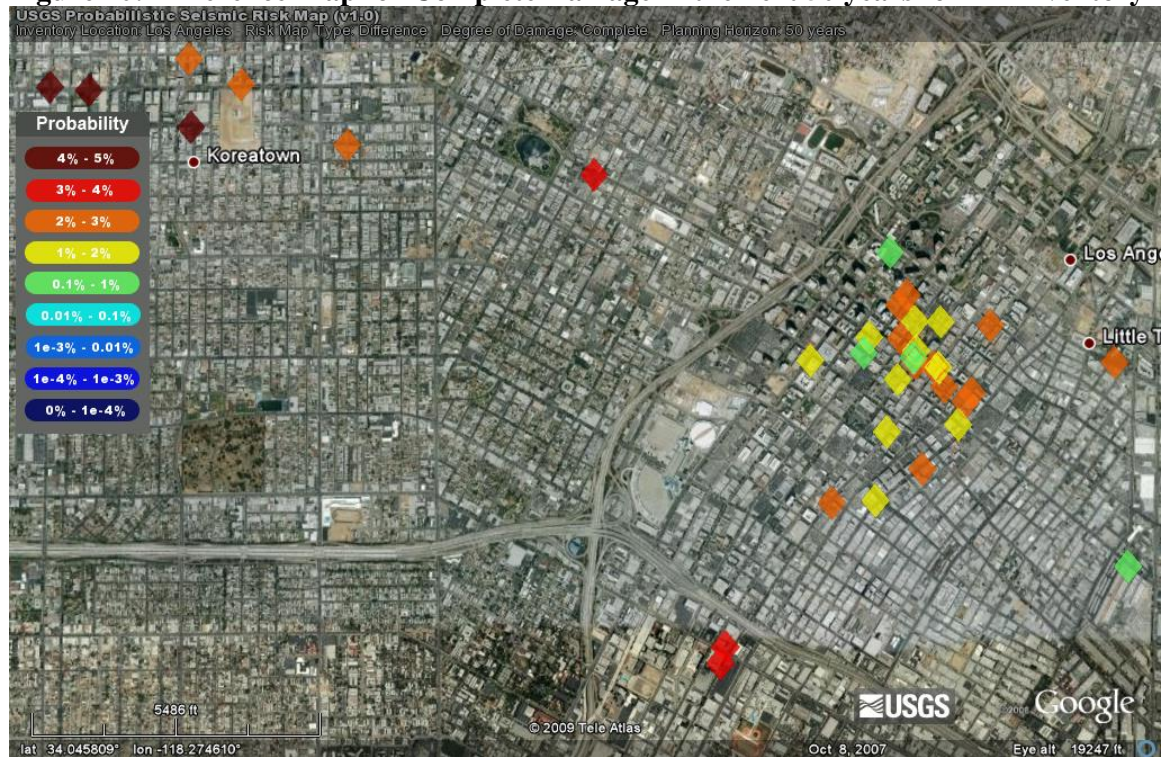 USGS Probabilistic Seismic Risk Map (v1.0)
Inventory Location: Los Angeles Risk Map Type: Difference Degree of Damage: Complete Planning Horizon: 50 years
Probability
4% - 5%
3% - 4%
2% - 3%
1% - 2%
0.1% - 1%
0.01% - 0.1%
1e-3% - 0.01%
1e-4% - 1e-3%
0% - 1e-4%
Koreatown
Los Ange
Little T
5486 ft
© 2009 Tele Atlas
USGS
Google
lat 34.045809° lon -118.274610°
Oct 8, 2007
Eye alt 19247 ft